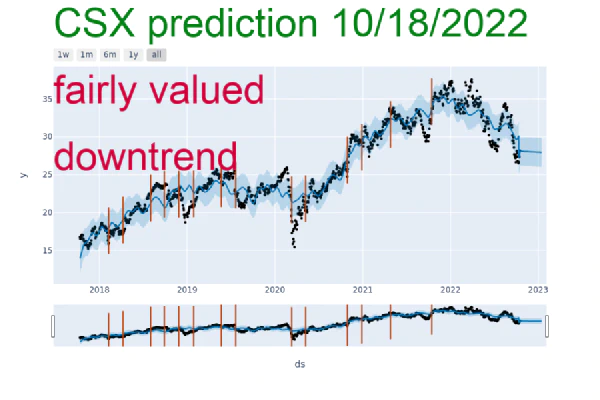 CSX prediction 10/18/2022
1w 1m 6m 1y all
fairly valued
downtrend
35
30
25
20
15
y
2018 2019 2020 2021 2022 2023
ds